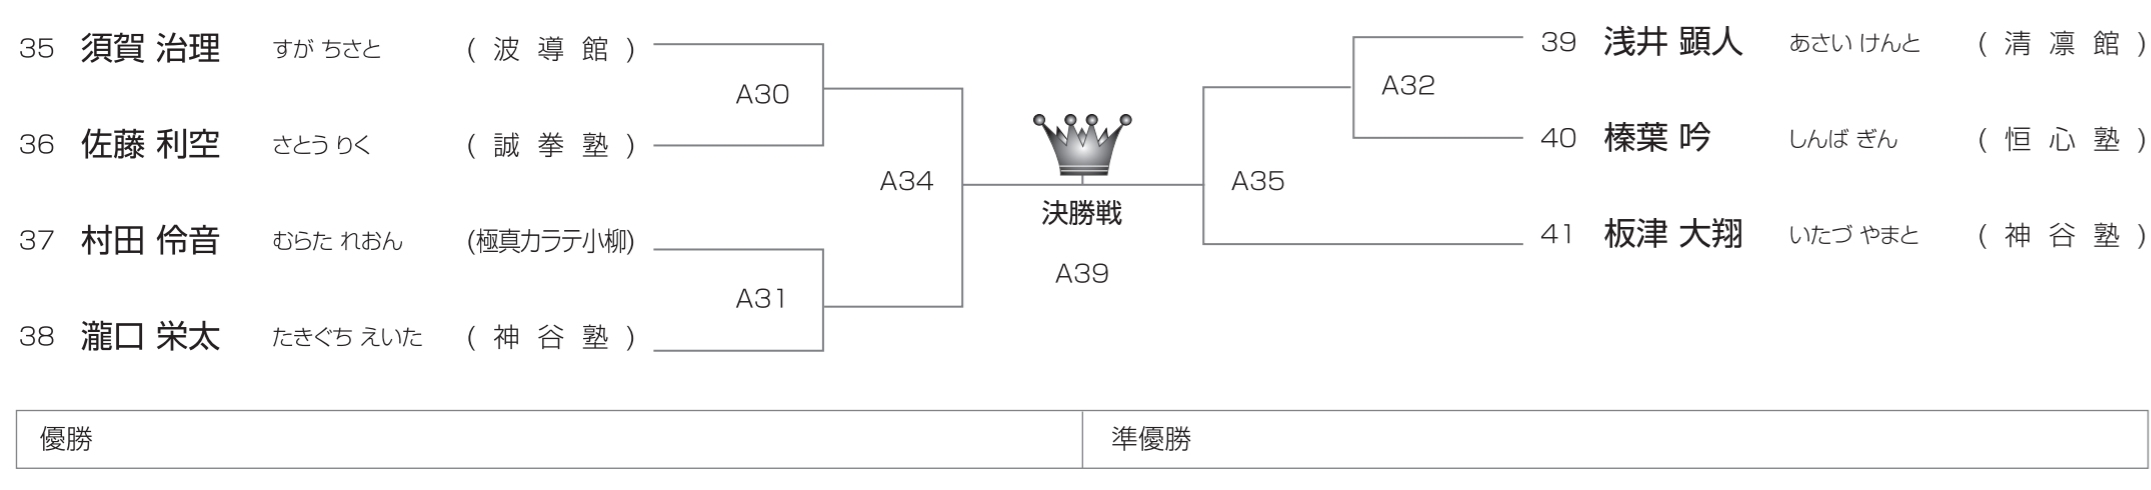 35 須賀 治理 すが ちさと (波導館)
36 佐藤 利空 さとう りく (誠拳塾)
37 村田 伶音 むらた れおん (極真カラテ小柳)
38 瀧口 栄太 たきぐち えいた (神谷塾)
A30
A31
A34
決勝戦
A39
A35
A32
39 浅井 顕人 あさい けんと (清凛館)
40 榛葉 吟 しんば ぎん (恒心塾)
41 板津 大翔 いたづ やまと (神谷塾)
優勝
準優勝